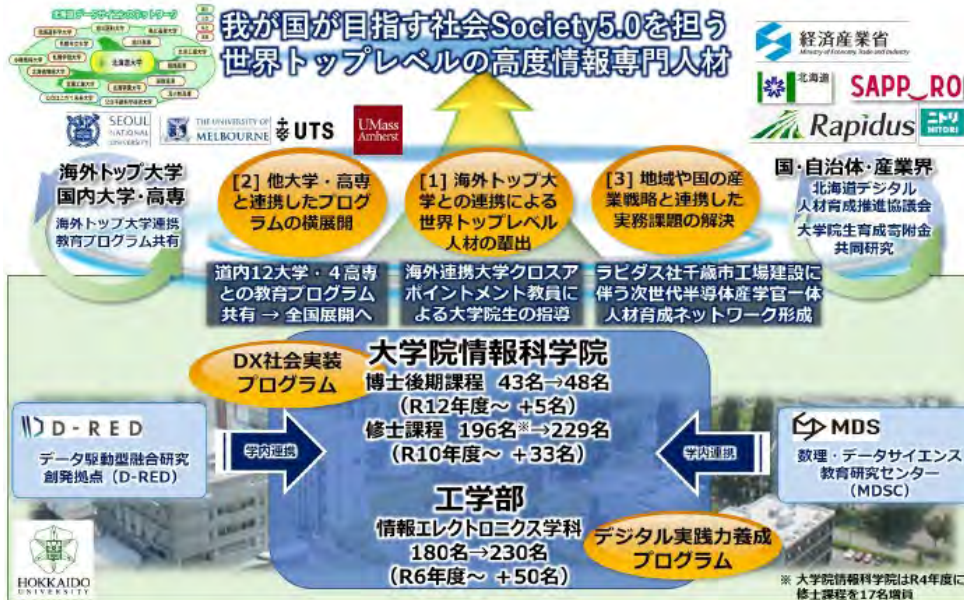 我が国が目指す社会Society5.0を担う
世界トップレベルの高度情報専門人材
北海道大学
経済産業省
Ministry of Economy, Trade and Industry
北海道
SAPP_RO
Rapidus
ニトリ
NITORI
SEOUL
NATIONAL
UNIVERSITY
THE UNIVERSITY OF
MELBOURNE
UTS
UMass
Amherst
海外トップ大学
国内大学・高専
海外トップ大学連携
教育プログラム共有
[2] 他大学・高専
と連携したプログ
ラムの横展開
[1] 海外トップ大
学との連携による
世界トップレベル
人材の輩出
[3] 地域や国の産
業戦略と連携した
実務課題の解決
国・自治体・産業界
北海道デジタル
人材育成推進協議会
大学院生育成寄附金
共同研究
道内12大学・4高専
との教育プログラム
共有 → 全国展開へ
海外連携大学クロスア
ポイントメント教員に
よる大学院生の指導
ラピダス社千歳市工場建設に
伴う次世代半導体産学官一体
人材育成ネットワーク形成
DX社会実装
プログラム
大学院情報科学院
博士後期課程 43名→48名
(R12年度~ +5名)
修士課程 196名※→229名
(R10年度~ +33名)
D-RED
データ駆動型融合研究
創発拠点(D-RED)
学内連携
学内連携
MDS
数理・データサイエンス
教育研究センター
(MDSC)
工学部
情報エレクトロニクス学科
180名→230名
(R6年度~ +50名)
デジタル実践力養成
プログラム
HOKKAIDO
UNIVERSITY
※ 大学院情報科学院はR4年度に
修士課程を17名増員